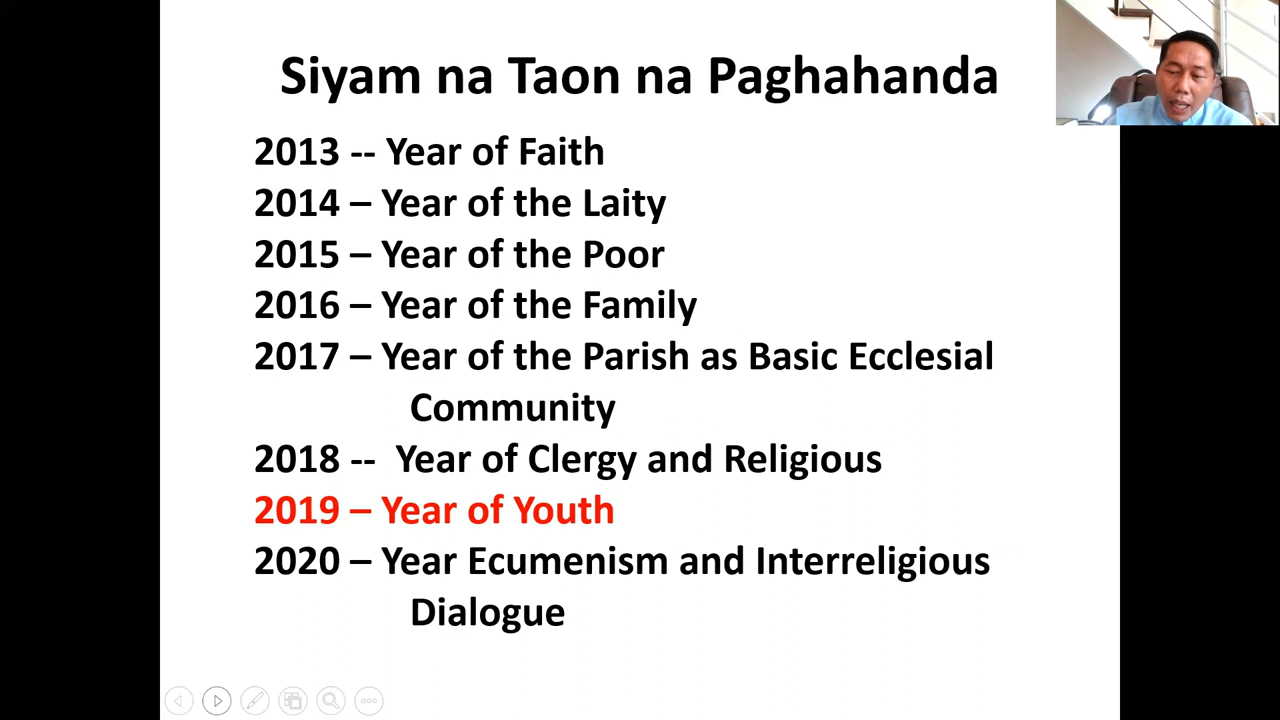 Siyam na Taon na Paghahanda
2013 -- Year of Faith
2014 – Year of the Laity
2015 – Year of the Poor
2016 – Year of the Family
2017 – Year of the Parish as Basic Ecclesial
Community
2018 -- Year of Clergy and Religious
2019 – Year of Youth
2020 – Year Ecumenism and Interreligious
Dialogue